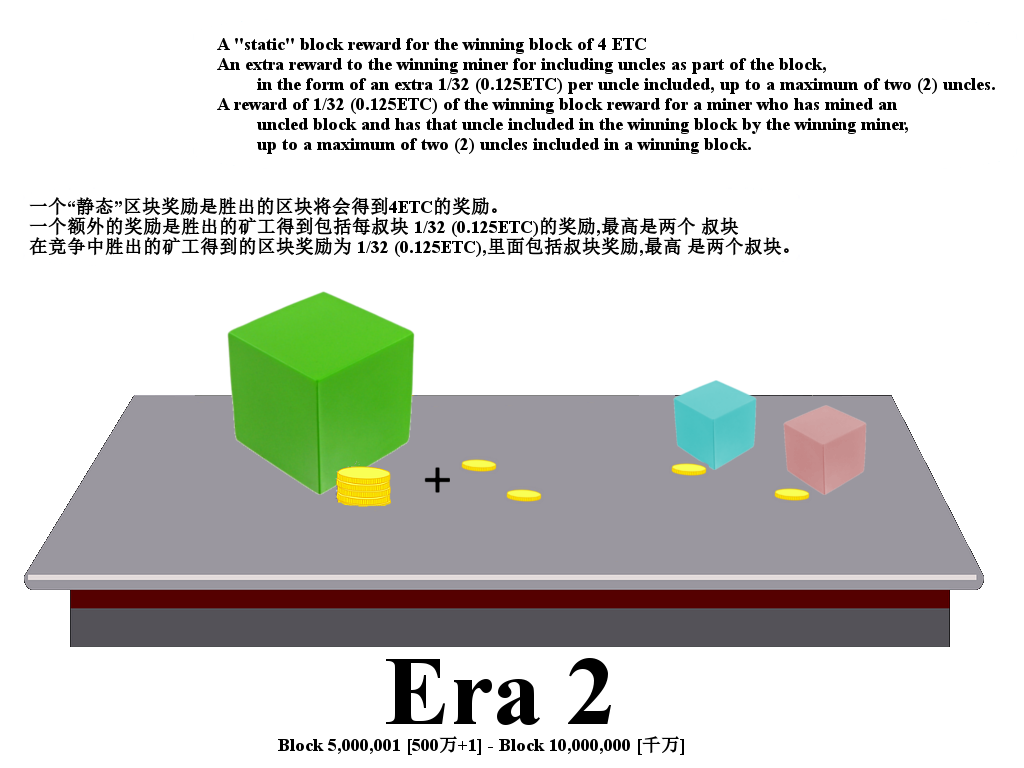 A "static" block reward for the winning block of 4 ETC
An extra reward to the winning miner for including uncles as part of the block,
in the form of an extra 1/32 (0.125ETC) per uncle included, up to a maximum of two (2) uncles.
A reward of 1/32 (0.125ETC) of the winning block reward for a miner who has mined an
uncled block and has that uncle included in the winning block by the winning miner,
up to a maximum of two (2) uncles included in a winning block.
一个“静态”区块奖励是胜出的区块将会得到4ETC的奖励。
一个额外的奖励是胜出的矿工得到包括每叔块 1/32 (0.125ETC)的奖励,最高是两个 叔块
在竞争中胜出的矿工得到的区块奖励为 1/32 (0.125ETC),里面包括叔块奖励,最高 是两个叔块。
+
Era 2
Block 5,000,001 [500万+1] - Block 10,000,000 [千万]